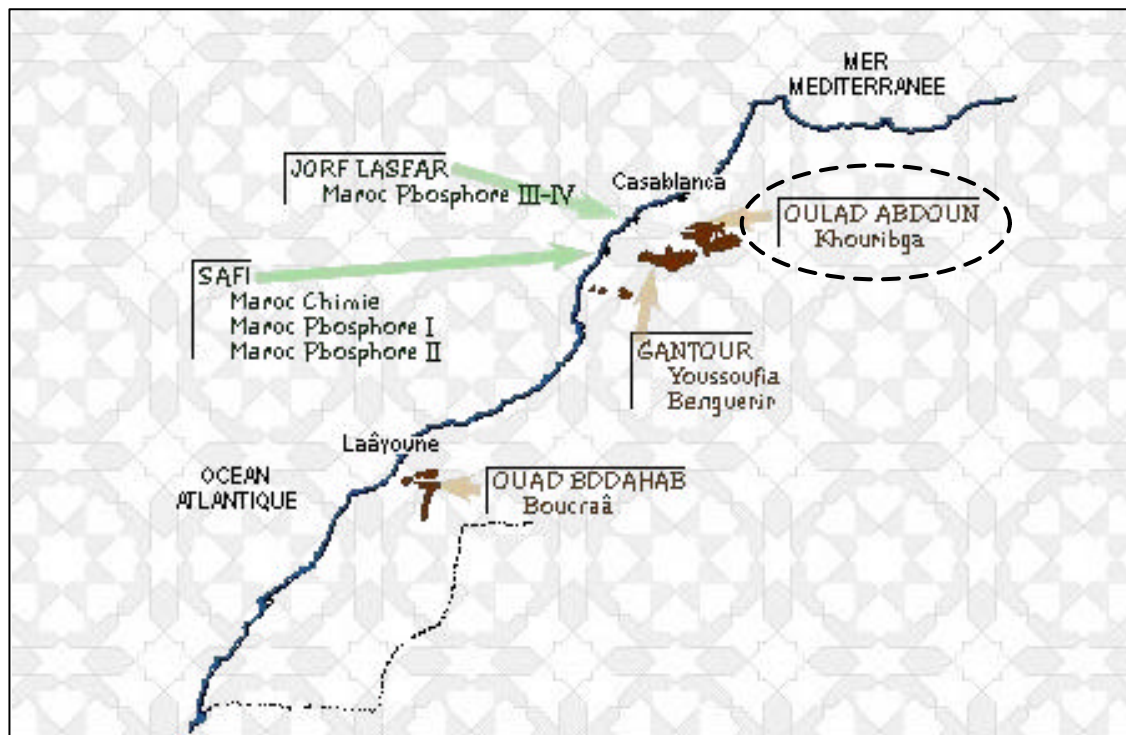 MER
MEDITERRANEE
JORF LASFAR
Maroc Pbosphore III-IV
Casablanca
OULAD ABDOUN
Khouribga
SAFI
Maroc Chimie
Maroc Pbosphore I
Maroc Pbosphore II
GANTOUR
Youssoufia
Benguerir
Laâyoune
OCEAN
ATLANTIQUE
OUAD BDDAHAB
Boucraâ